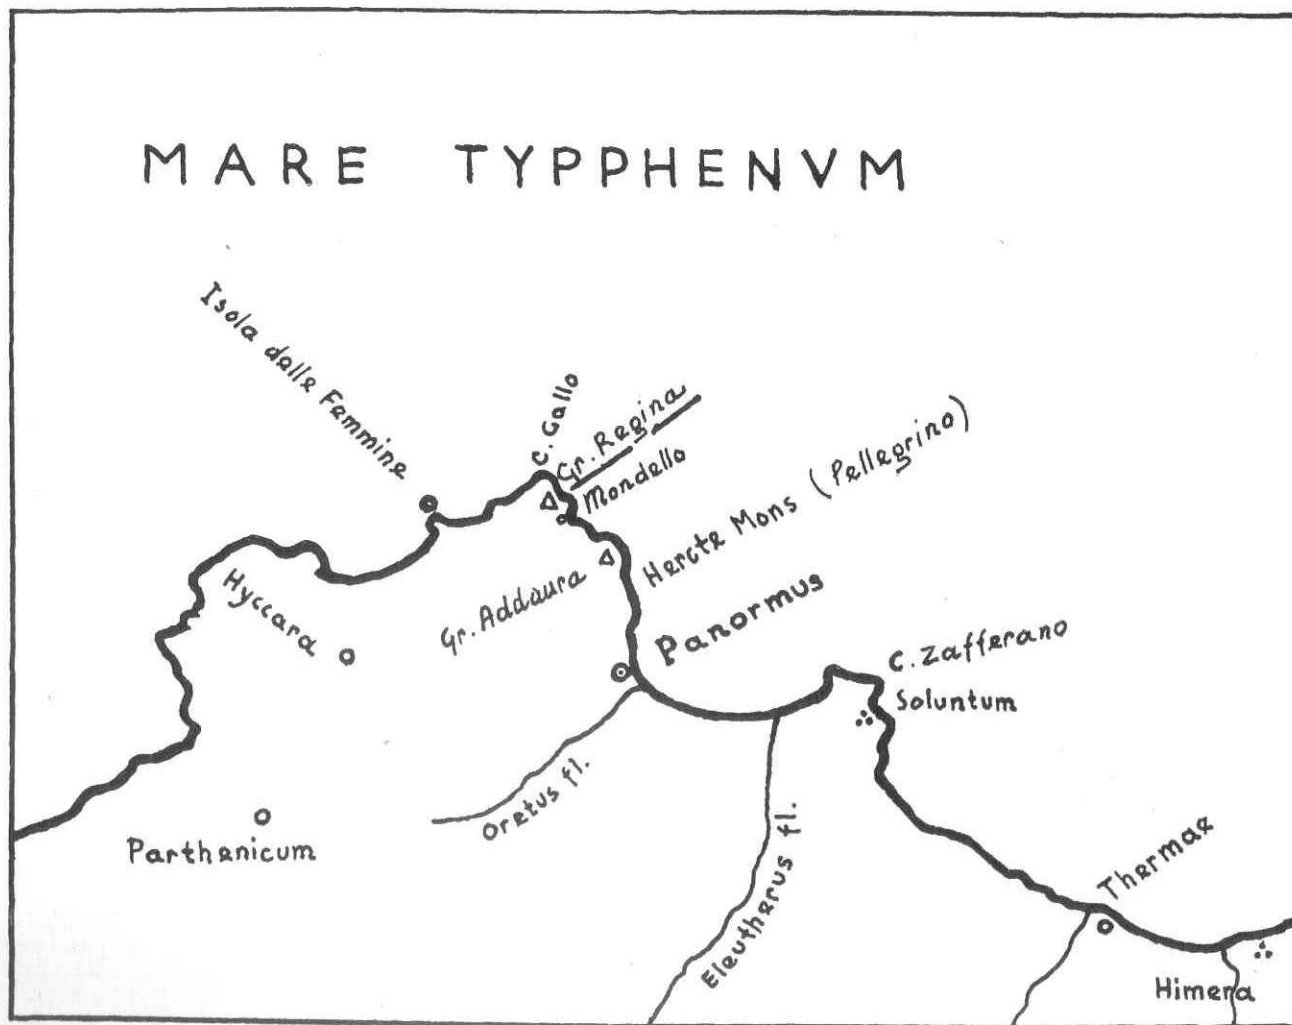 MARE TYPPHENVM
Isola delle Femmine
C. Gallo
Gr. Regina
Mondello
Hercte Mons (Pellegrino)
Hyccara
Gr. Addaura
Panormus
C. Zafferano
Soluntum
Oretus fl.
Parthenicum
Eleutherus fl.
Thermae
Himera